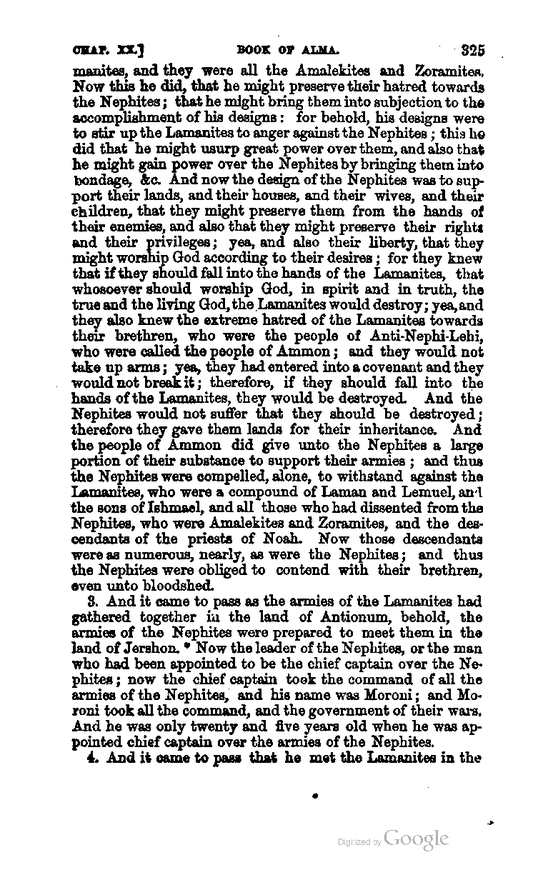 CHAP. XX.] BOOK OF ALMA. 325
manites, and they were all the Amalekites and Zoramites.
Now this he did, that he might preserve their hatred towards
the Nephites; that he might bring them into subjection to the
accomplishment of his designs: for behold, his designs were
to stir up the Lamanites to anger against the Nephites; this he
did that he might usurp great power over them, and also that
he might gain power over the Nephites by bringing them into
bondage, &c. And now the design of the Nephites was to sup-
port their lands, and their houses, and their wives, and their
children, that they might preserve them from the hands of
their enemies, and also that they might preserve their rights
and their privileges; yea, and also their liberty, that they
might worship God according to their desires; for they knew
that if they should fall into the hands of the Lamanites, that
whosoever should worship God, in spirit and in truth, the
true and the living God, the Lamanites would destroy; yea, and
they also knew the extreme hatred of the Lamanites towards
their brethren, who were the people of Anti-Nephi-Lehi,
who were called the people of Ammon; and they would not
take up arms; yea, they had entered into a covenant and they
would not break it; therefore, if they should fall into the
hands of the Lamanites, they would be destroyed. And the
Nephites would not suffer that they should be destroyed;
therefore they gave them lands for their inheritance. And
the people of Ammon did give unto the Nephites a large
portion of their substance to support their armies; and thus
the Nephites were compelled, alone, to withstand against the
Lamanites, who were a compound of Laman and Lemuel, and
the sons of Ishmael, and all those who had dissented from the
Nephites, who were Amalekites and Zoramites, and the des-
cendants of the priests of Noah. Now those descendants
were as numerous, nearly, as were the Nephites; and thus
the Nephites were obliged to contend with their brethren,
even unto bloodshed.
3. And it came to pass as the armies of the Lamanites had
gathered together in the land of Antionum, behold, the
armies of the Nephites were prepared to meet them in the
land of Jershon. * Now the leader of the Nephites, or the man
who had been appointed to be the chief captain over the Ne-
phites; now the chief captain took the command of all the
armies of the Nephites, and his name was Moroni; and Mo-
roni took all the command, and the government of their wars.
And he was only twenty and five years old when he was ap-
pointed chief captain over the armies of the Nephites.
4. And it came to pass that he met the Lamanites in the
Digitized by Google